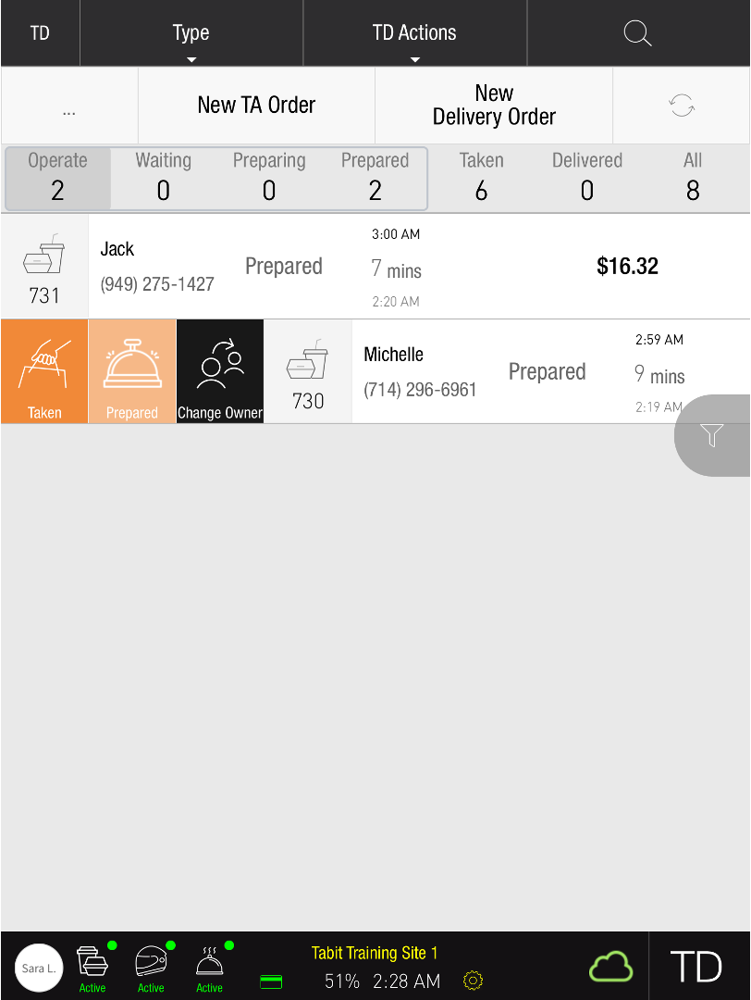 TD
Type
TD Actions
...
New TA Order
New
Delivery Order
Operate
2
Waiting
0
Preparing
0
Prepared
2
Taken
6
Delivered
0
All
8
731
Jack
(949) 275-1427
Prepared
3:00 AM
7 mins
2:20 AM
$16.32
Taken
Prepared
Change Owner
730
Michelle
(714) 296-6961
Prepared
2:59 AM
9 mins
2:19 AM
Sara L.
Active
Active
Active
Tabit Training Site 1
51% 2:28 AM
TD